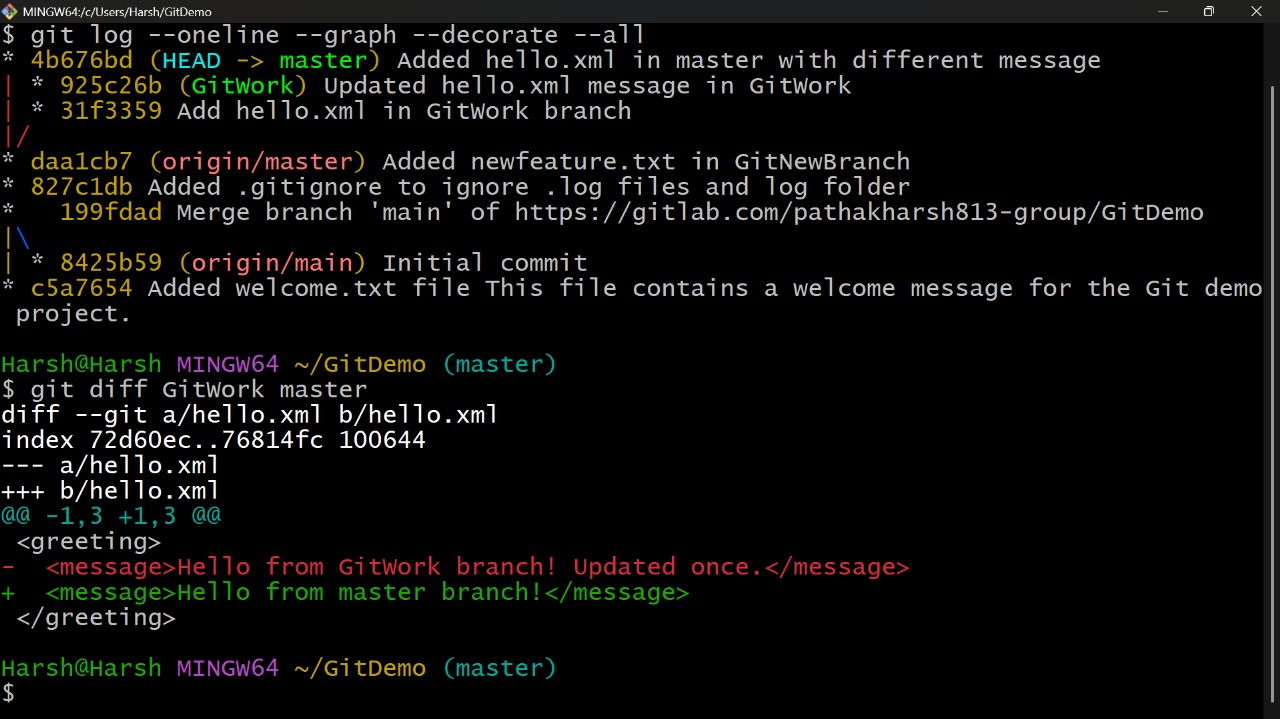 MINGW64:/c/Users/Harsh/GitDemo
$ git log --oneline --graph --decorate --all
* 4b676bd (HEAD -> master) Added hello.xml in master with different message
| * 925c26b (GitWork) Updated hello.xml message in GitWork
| * 31f3359 Add hello.xml in GitWork branch
|/
* daa1cb7 (origin/master) Added newfeature.txt in GitNewBranch
* 827c1db Added .gitignore to ignore .log files and log folder
*   199fdad Merge branch 'main' of https://gitlab.com/pathakharsh813-group/GitDemo
|\
| * 8425b59 (origin/main) Initial commit
* c5a7654 Added welcome.txt file This file contains a welcome message for the Git demo
 project.
Harsh@Harsh MINGW64 ~/GitDemo (master)
$ git diff GitWork master
diff --git a/hello.xml b/hello.xml
index 72d60ec..76814fc 100644
--- a/hello.xml
+++ b/hello.xml
@@ -1,3 +1,3 @@
 <greeting>
-  <message>Hello from GitWork branch! Updated once.</message>
+  <message>Hello from master branch!</message>
 </greeting>
Harsh@Harsh MINGW64 ~/GitDemo (master)
$